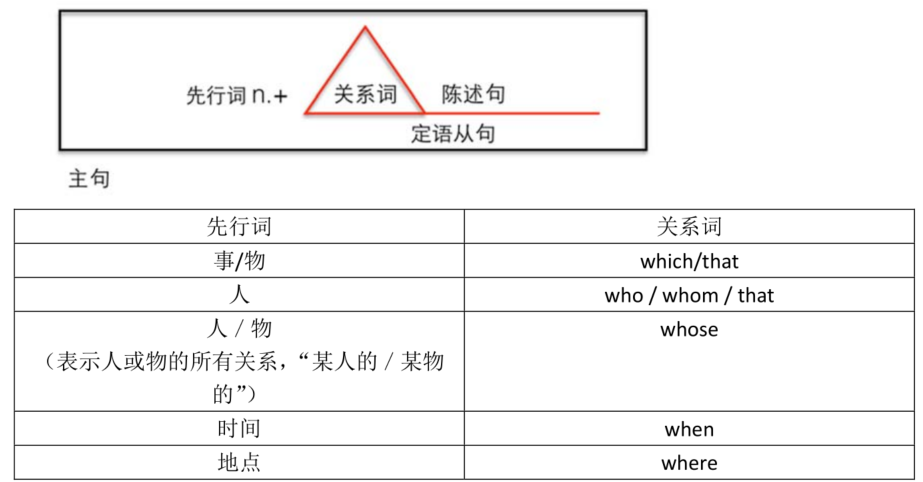 先行词 n.+ 关系词 陈述句
定语从句
主句
先行词 关系词
事/物 which/that
人 who / whom / that
人 / 物 whose
(表示人或物的所有关系，“某人的 / 某物
的”)
时间 when
地点 where